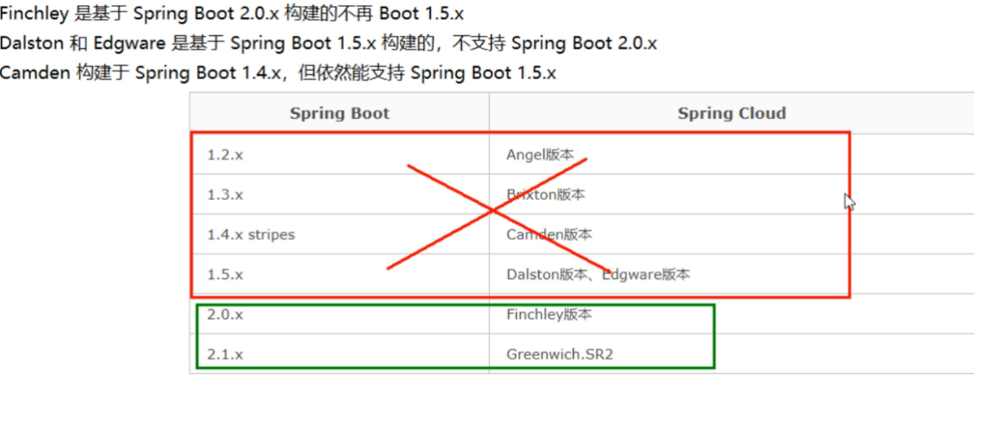 Finchley 是基于 Spring Boot 2.0.x 构建的不再 Boot 1.5.x
Dalston 和 Edgware 是基于 Spring Boot 1.5.x 构建的，不支持 Spring Boot 2.0.x
Camden 构建于 Spring Boot 1.4.x，但依然能支持 Spring Boot 1.5.x
Spring Boot Spring Cloud
1.2.x Angel版本
1.3.x Brixton版本
1.4.x stripes Camden版本
1.5.x Dalston版本、Edgware版本
2.0.x Finchley版本
2.1.x Greenwich.SR2